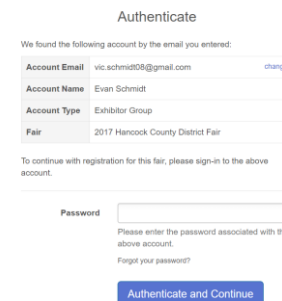 Authenticate
We found the following account by the email you entered:
Account Email vic.schmidt08@gmail.com chang
Account Name Evan Schmidt
Account Type Exhibitor Group
Fair 2017 Hancock County District Fair
To continue with registration for this fair, please sign-in to the above
account.
Password
Please enter the password associated with th
above account.
Forgot your password?
Authenticate and Continue